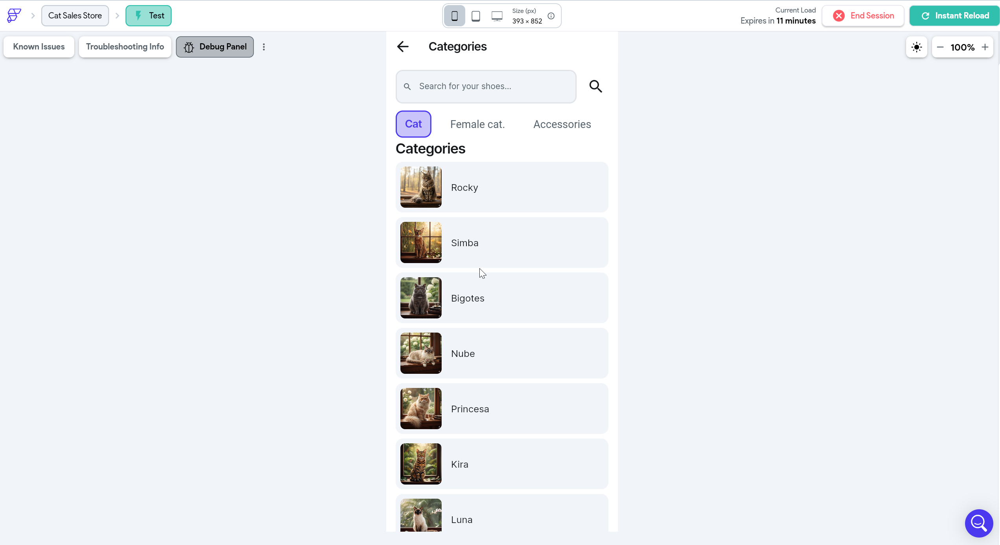 Cat Sales Store
Test
Size (px)
393 × 852
Current Load
Expires in 11 minutes
End Session
Instant Reload
Known Issues
Troubleshooting Info
Debug Panel
100%
Categories
Search for your shoes...
Cat
Female cat.
Accessories
Categories
Rocky
Simba
Bigotes
Nube
Princesa
Kira
Luna